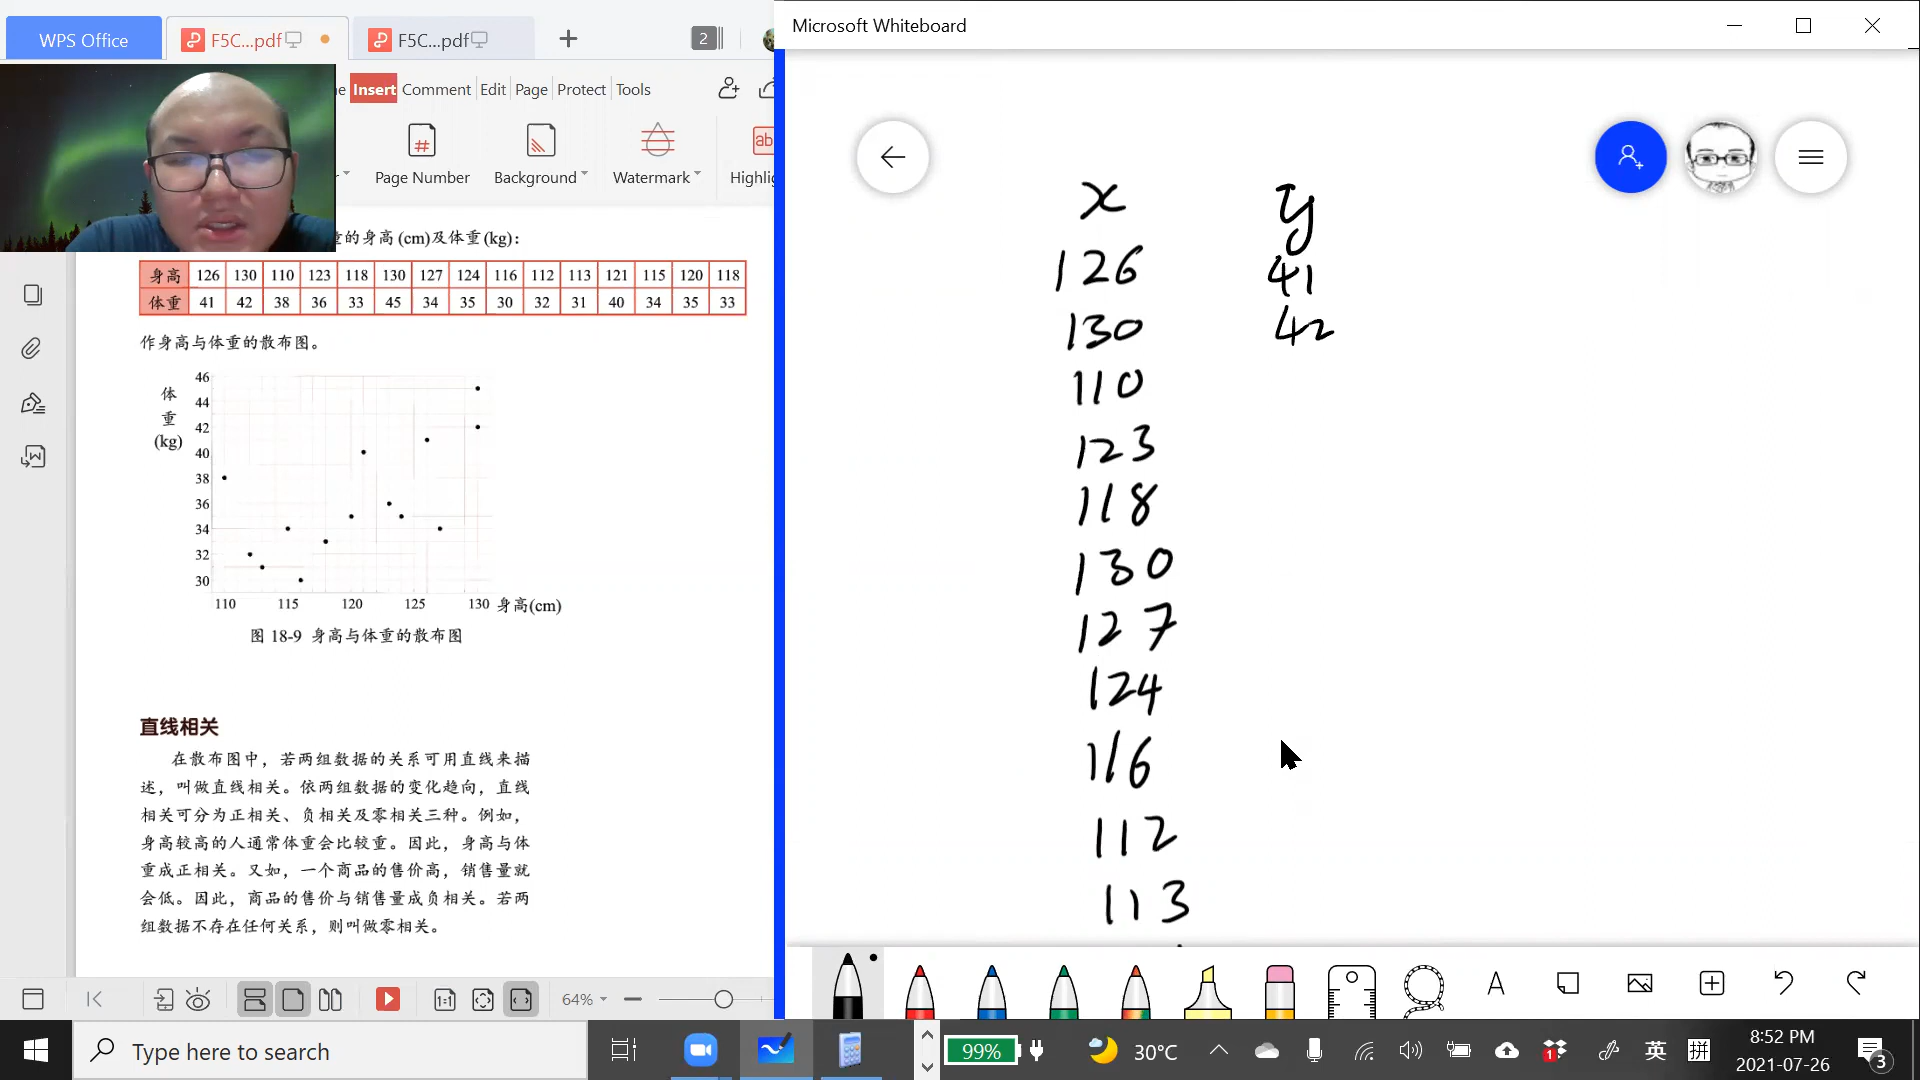 WPS Office
F5C...pdf
F5C...pdf
2
Microsoft Whiteboard
Insert Comment Edit Page Protect Tools
Page Number
Background
Watermark
的身高 (cm)及体重(kg)：
身高 126 130 110 123 118 130 127 124 116 112 113 121 115 120 118
体重 41 42 38 36 33 45 34 35 30 32 31 40 34 35 33
作身高与体重的散布图。
体重(kg)
46
44
42
40
38
36
34
32
30
110 115 120 125 130 身高(cm)
图 18-9 身高与体重的散布图
直线相关
在散布图中，若两组数据的关系可用直线来描
述，叫做直线相关。依两组数据的变化趋向，直线
相关可分为正相关、负相关及零相关三种。例如，
身高较高的人通常体重会比较重。因此，身高与体
重成正相关。又如，一个商品的售价高，销售量就
会低。因此，商品的售价与销售量成负相关。若两
组数据不存在任何关系，则叫做零相关。
x y
126 41
130 42
110
123
118
130
127
124
116
112
113
64%
Type here to search
99%
30°C
1
英
拼
8:52 PM
2021-07-26
3